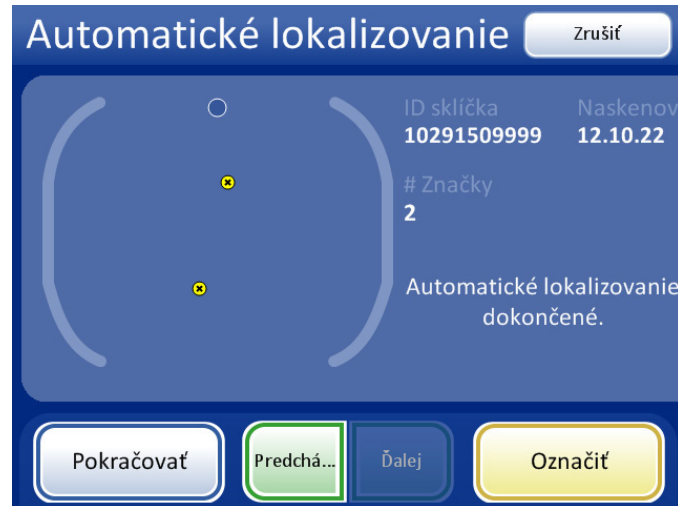 Automatické lokalizovanie
Zrušiť
ID sklíčka Naskenov
10291509999 12.10.22
# Značky
2
Automatické lokalizovanie
dokončené.
Pokračovať
Predchá...
Ďalej
Označiť